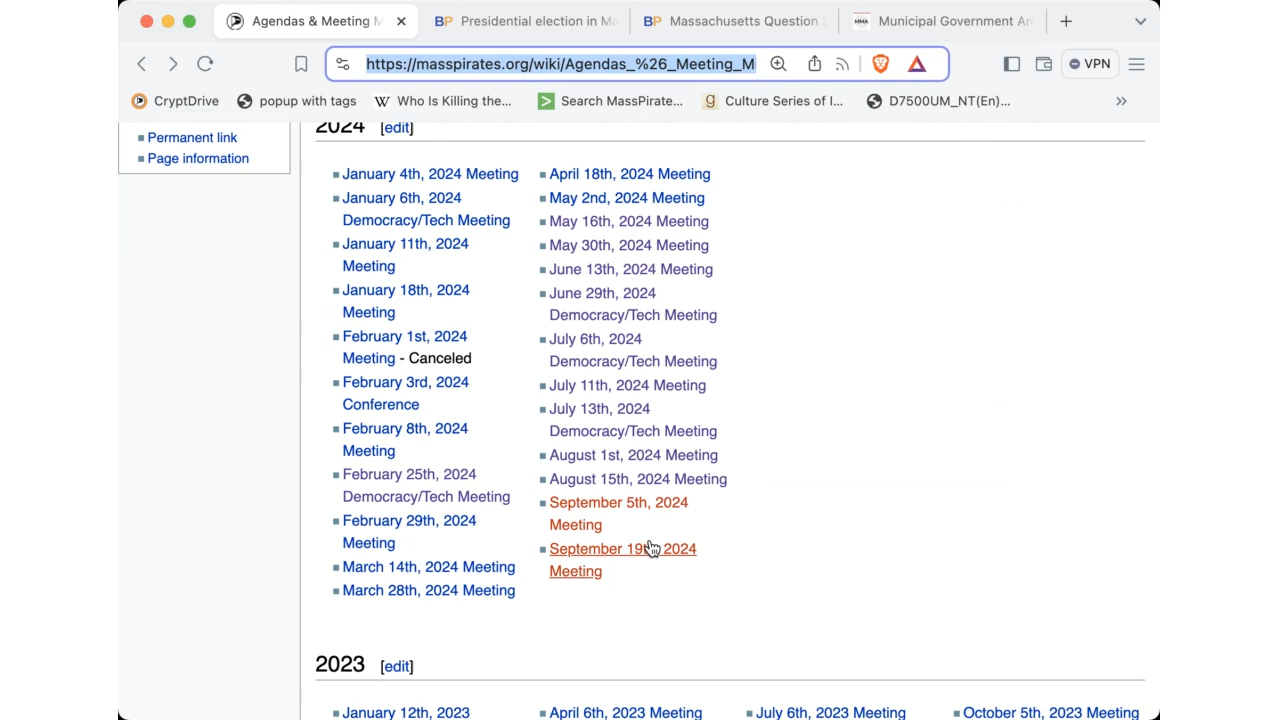 Agendas & Meeting M
Presidential election in Ma
Massachusetts Question
MMA Municipal Government Ar
https://masspirates.org/wiki/Agendas_%26_Meeting_M
VPN
CryptDrive
popup with tags
W Who Is Killing the...
Search MassPirate...
g Culture Series of I...
D7500UM_NT(En)...
»
Permanent link
Page information
2024 [edit]
January 4th, 2024 Meeting
January 6th, 2024
Democracy/Tech Meeting
January 11th, 2024
Meeting
January 18th, 2024
Meeting
February 1st, 2024
Meeting - Canceled
February 3rd, 2024
Conference
February 8th, 2024
Meeting
February 25th, 2024
Democracy/Tech Meeting
February 29th, 2024
Meeting
March 14th, 2024 Meeting
March 28th, 2024 Meeting
April 18th, 2024 Meeting
May 2nd, 2024 Meeting
May 16th, 2024 Meeting
May 30th, 2024 Meeting
June 13th, 2024 Meeting
June 29th, 2024
Democracy/Tech Meeting
July 6th, 2024
Democracy/Tech Meeting
July 11th, 2024 Meeting
July 13th, 2024
Democracy/Tech Meeting
August 1st, 2024 Meeting
August 15th, 2024 Meeting
September 5th, 2024
Meeting
September 19th, 2024
Meeting
2023 [edit]
January 12th, 2023
April 6th, 2023 Meeting
July 6th, 2023 Meeting
October 5th, 2023 Meeting